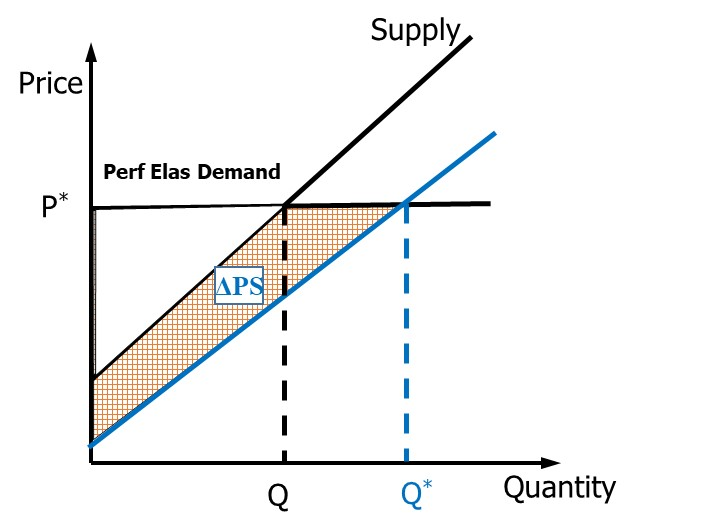 Supply
Price
Perf Elas Demand
P*
ΔPS
Q
Q*
Quantity